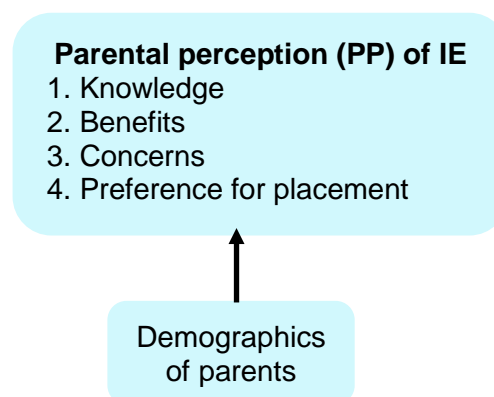 Parental perception (PP) of IE
1. Knowledge
2. Benefits
3. Concerns
4. Preference for placement
Demographics
of parents